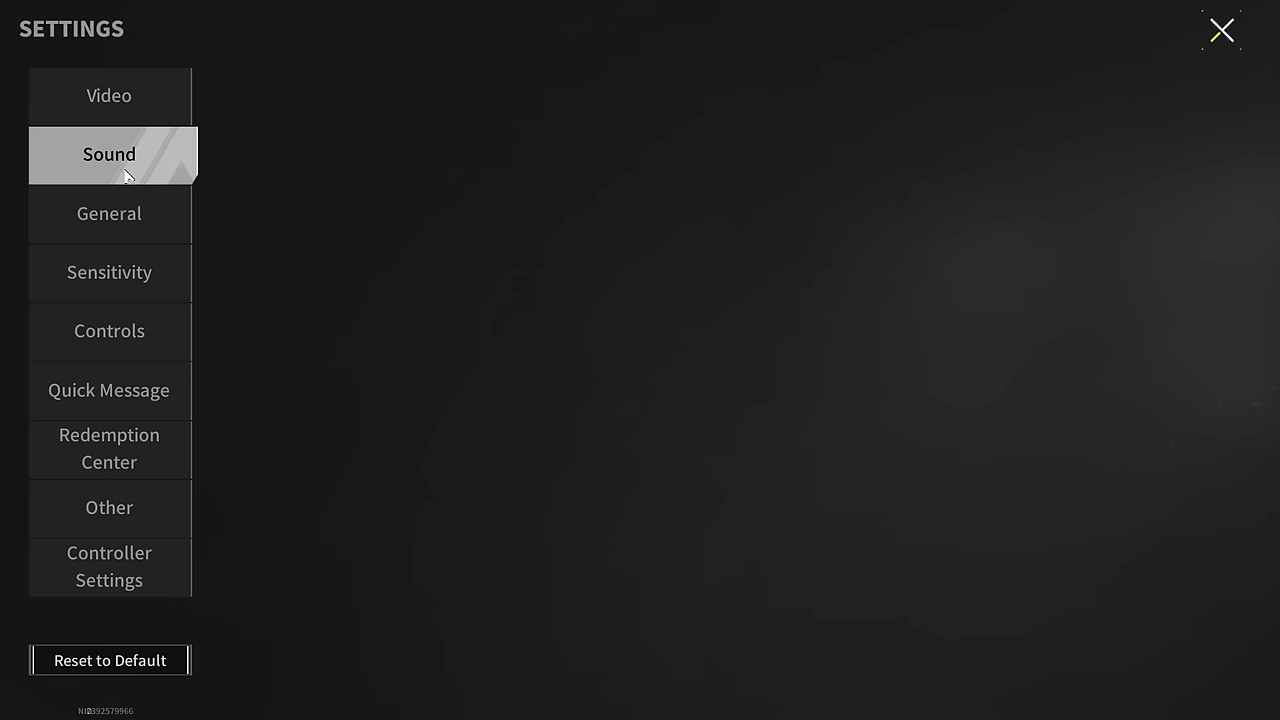 SETTINGS
Video
Sound
General
Sensitivity
Controls
Quick Message
Redemption
Center
Other
Controller
Settings
Reset to Default